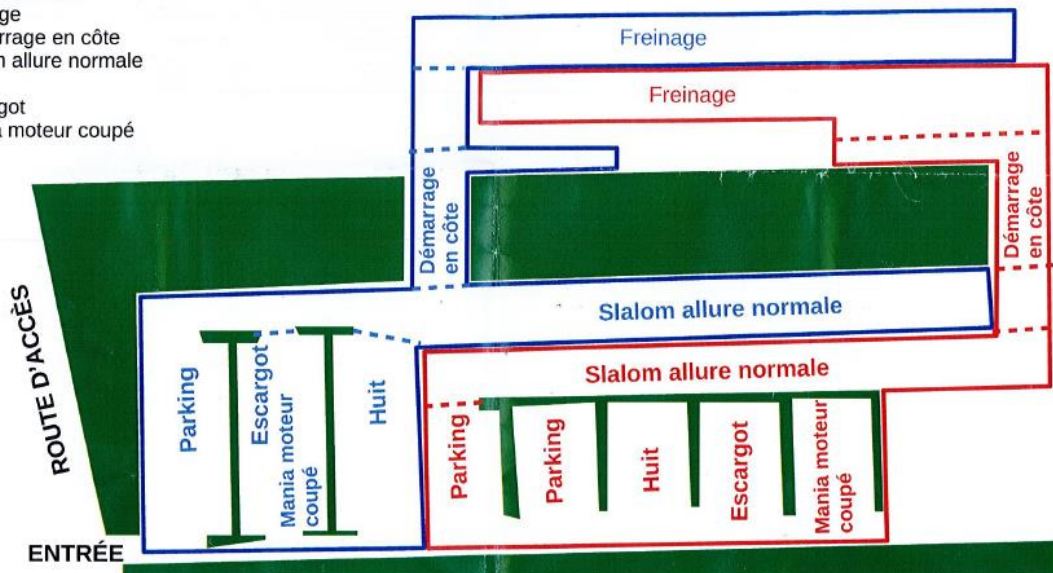 ge
rrage en côte
n allure normale
got
a moteur coupé
Freinage
Freinage
Démarrage
en côte
Démarrage
en côte
Slalom allure normale
Slalom allure normale
ROUTE D'ACCÈS
Parking
Escargot
Mania moteur
coupé
Huit
Parking
Parking
Huit
Escargot
Mania moteur
coupé
ENTRÉE